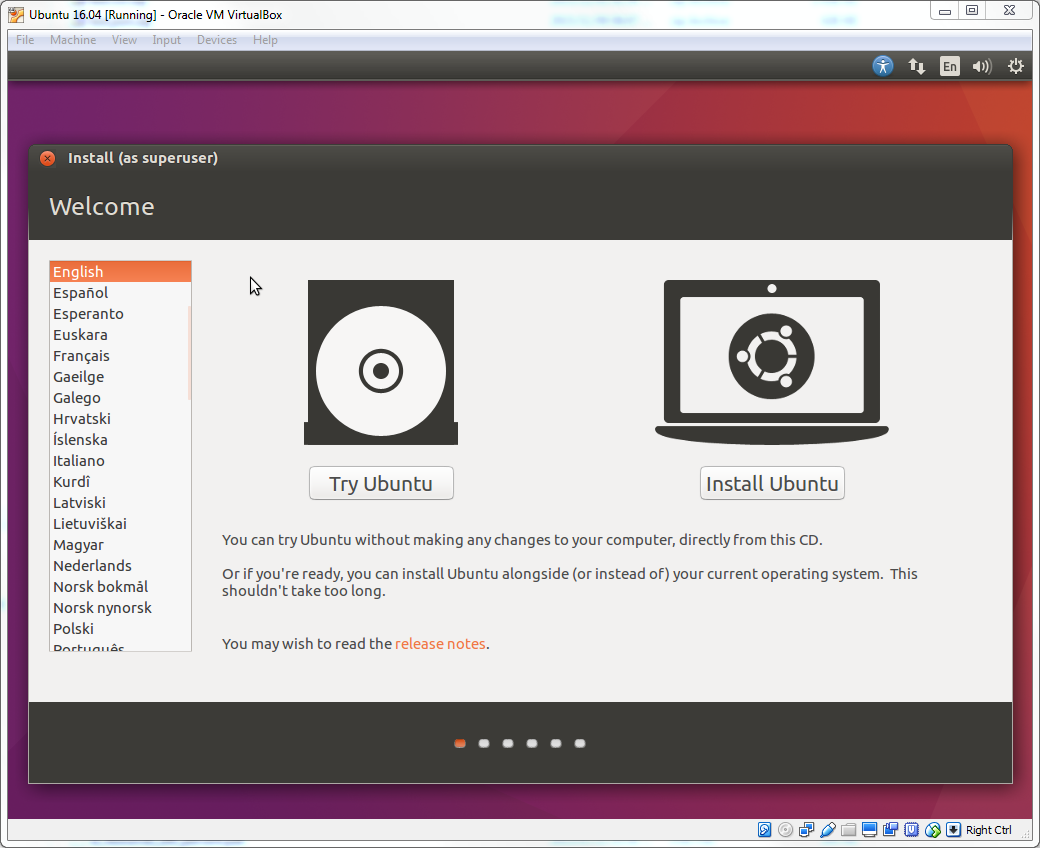 Ubuntu 16.04 [Running] - Oracle VM VirtualBox
File Machine View Input Devices Help
En
Install (as superuser)
Welcome
English
Español
Esperanto
Euskara
Français
Gaeilge
Galego
Hrvatski
Íslenska
Italiano
Kurdî
Latviski
Lietuviškai
Magyar
Nederlands
Norsk bokmål
Norsk nynorsk
Polski
Português
Try Ubuntu
Install Ubuntu
You can try Ubuntu without making any changes to your computer, directly from this CD.
Or if you're ready, you can install Ubuntu alongside (or instead of) your current operating system. This
shouldn't take too long.
You may wish to read the release notes.
Right Ctrl